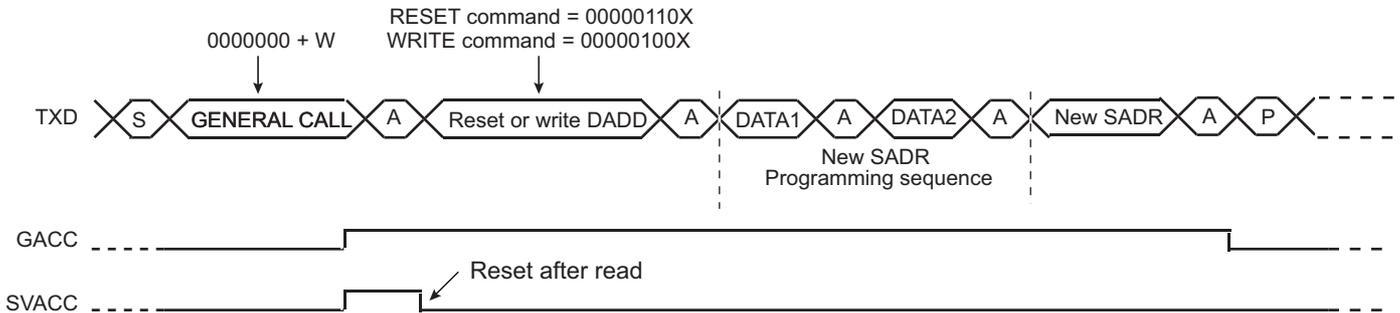 RESET command = 00000110X
0000000 + W
WRITE command = 00000100X
TXD
S
GENERAL CALL
A
Reset or write DADD
A
DATA1
A
DATA2
A
New SADR
A
P
New SADR
Programming sequence
GACC
Reset after read
SVACC